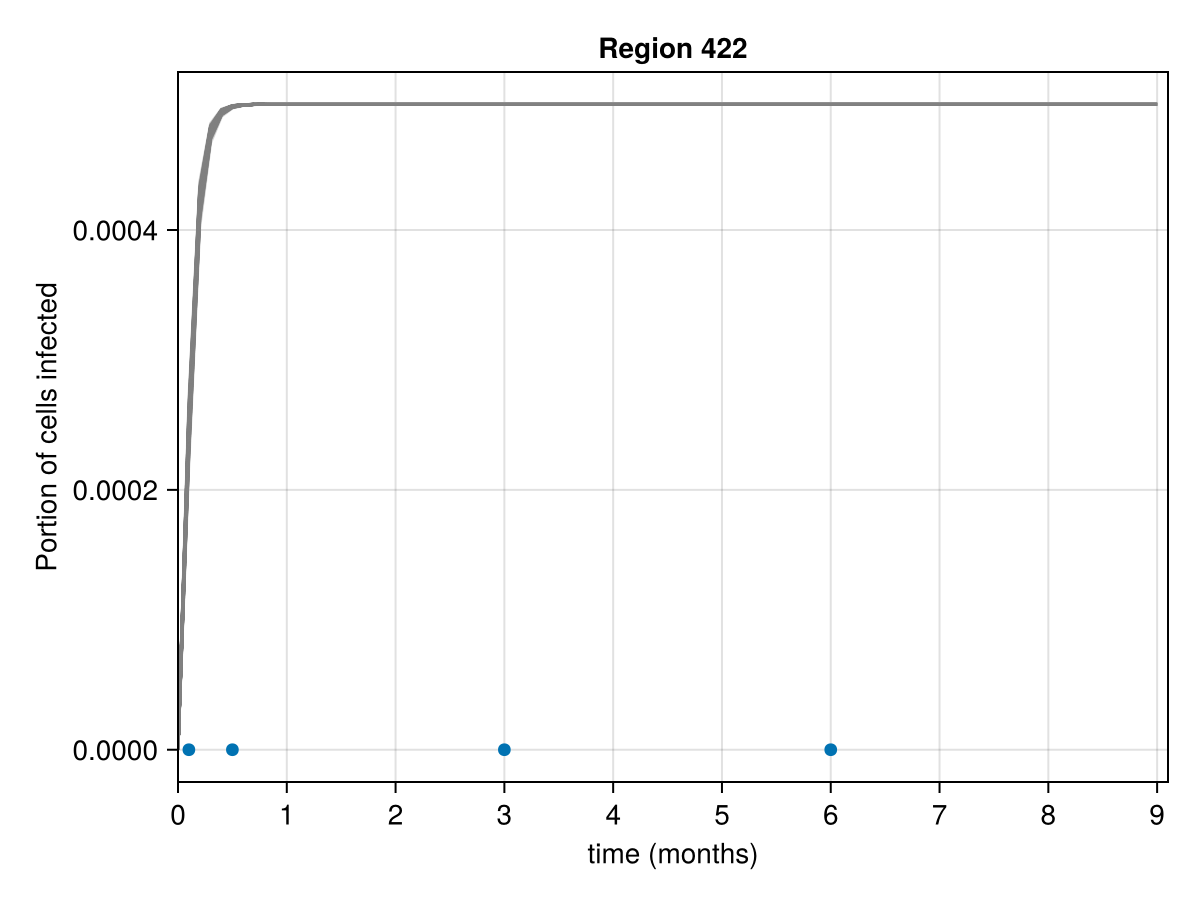 Region 422
Portion of cells infected
0.0004
0.0002
0.0000
0 1 2 3 4 5 6 7 8 9
time (months)